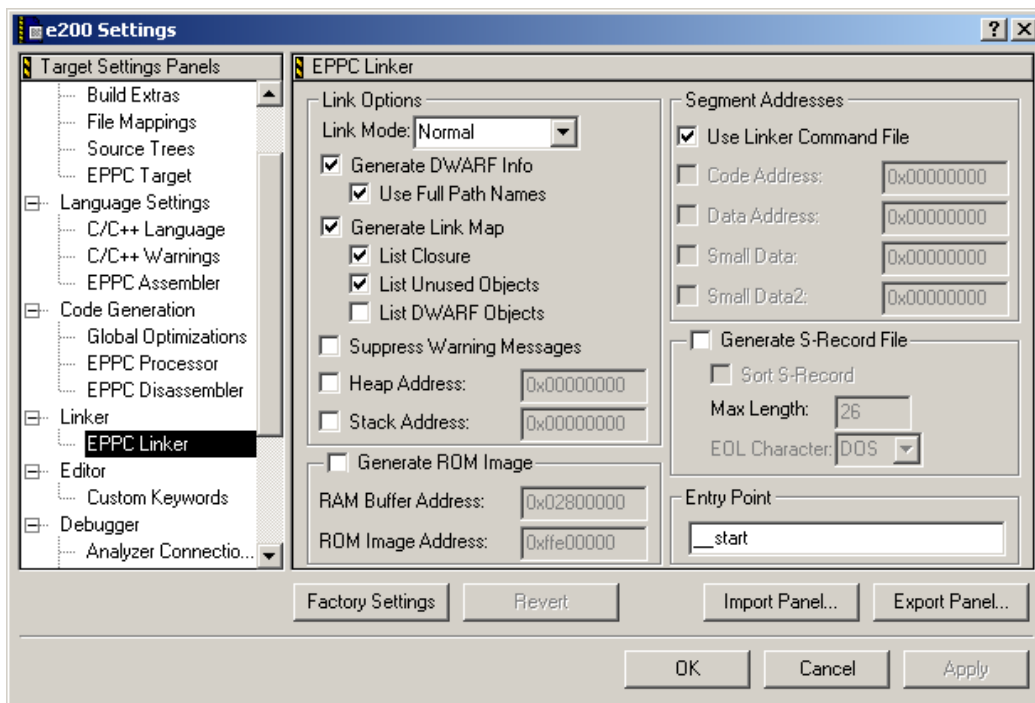 e200 Settings
Target Settings Panels
Build Extras
File Mappings
Source Trees
EPPC Target
Language Settings
C/C++ Language
C/C++ Warnings
EPPC Assembler
Code Generation
Global Optimizations
EPPC Processor
EPPC Disassembler
Linker
EPPC Linker
Editor
Custom Keywords
Debugger
Analyzer Connectio...
EPPC Linker
Link Options
Link Mode: Normal
Generate DWARF Info
Use Full Path Names
Generate Link Map
List Closure
List Unused Objects
List DWARF Objects
Suppress Warning Messages
Heap Address: 0x00000000
Stack Address: 0x00000000
Generate ROM Image
RAM Buffer Address: 0x02800000
ROM Image Address: 0xffe00000
Segment Addresses
Use Linker Command File
Code Address: 0x00000000
Data Address: 0x00000000
Small Data: 0x00000000
Small Data2: 0x00000000
Generate S-Record File
Sort S-Record
Max Length: 26
EOL Character: DOS
Entry Point
__start
Factory Settings Revert Import Panel... Export Panel...
OK Cancel Apply